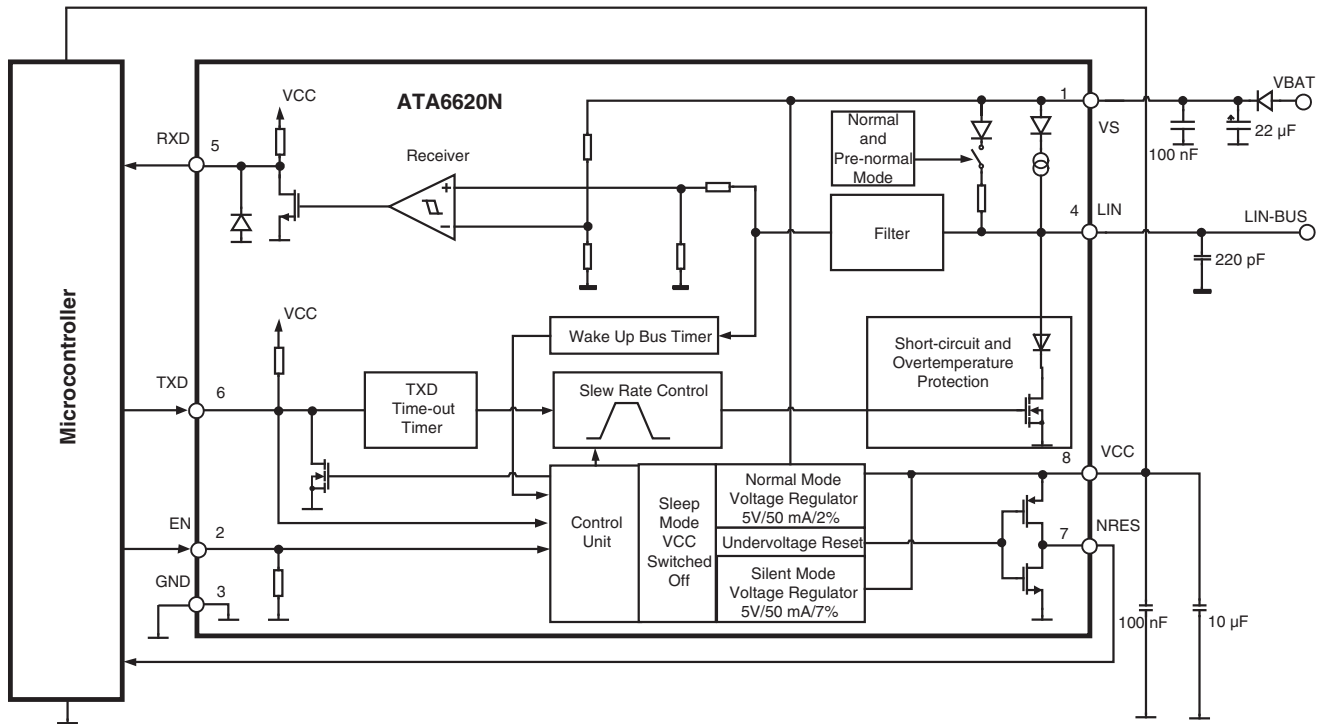 ATA6620N
Microcontroller
VCC
RXD
5
Receiver
+
−
Normal
and
Pre-normal
Mode
1
VS
VBAT
100 nF
22 µF
Filter
4
LIN
LIN-BUS
220 pF
VCC
TXD
6
Wake Up Bus Timer
TXD
Time-out
Timer
Slew Rate Control
Short-circuit and
Overtemperature
Protection
8
VCC
EN
2
GND
3
Control
Unit
Sleep
Mode
VCC
Switched
Off
Normal Mode
Voltage Regulator
5V/50 mA/2%
Undervoltage Reset
Silent Mode
Voltage Regulator
5V/50 mA/7%
7
NRES
100 nF
10 µF